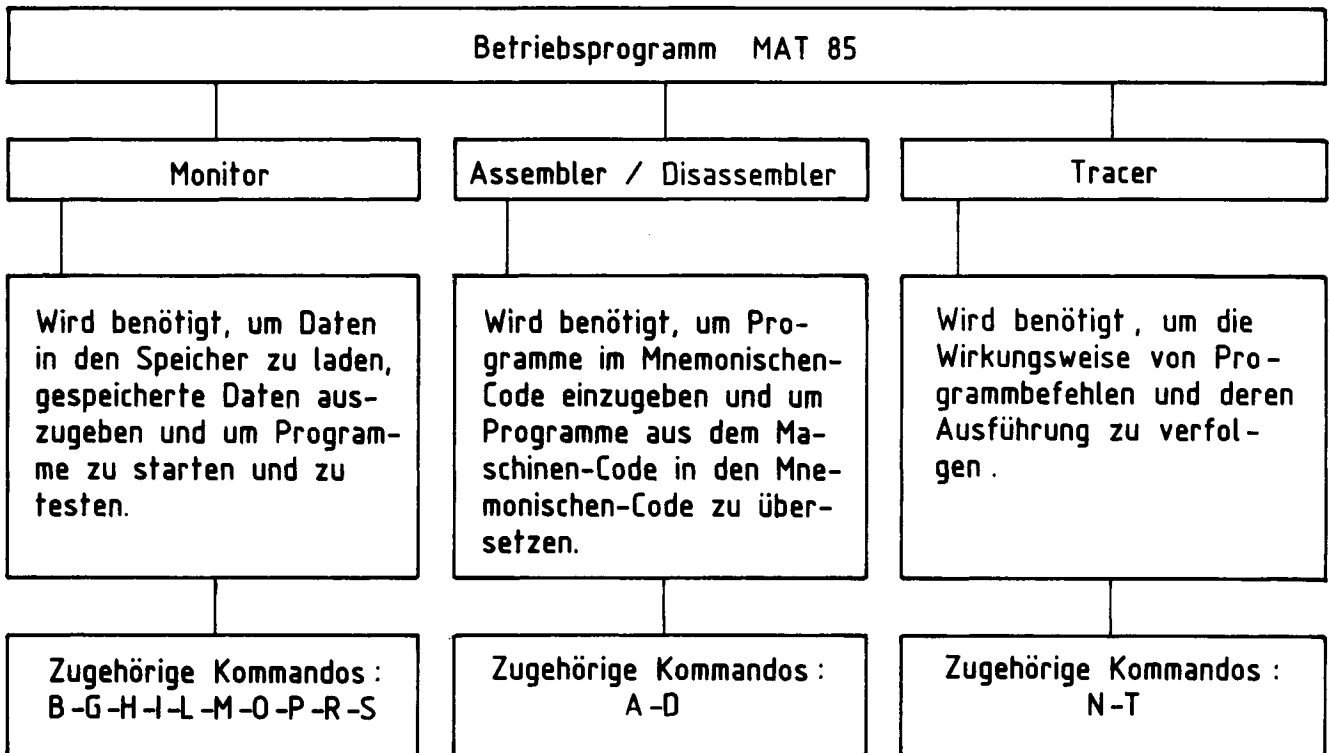 Betriebsprogramm MAT 85
Monitor
Assembler / Disassembler
Tracer
Wird benötigt, um Daten
in den Speicher zu laden,
gespeicherte Daten aus-
zugeben und um Program-
me zu starten und zu
testen.
Wird benötigt, um Pro-
gramme im Mnemonischen-
Code einzugeben und um
Programme aus dem Ma-
schinen-Code in den Mne-
monischen-Code zu über-
setzen.
Wird benötigt, um die
Wirkungsweise von Pro-
grammbefehlen und deren
Ausführung zu verfol-
gen.
Zugehörige Kommandos:
B-G-H-I-L-M-O-P-R-S
Zugehörige Kommandos:
A-D
Zugehörige Kommandos:
N-T